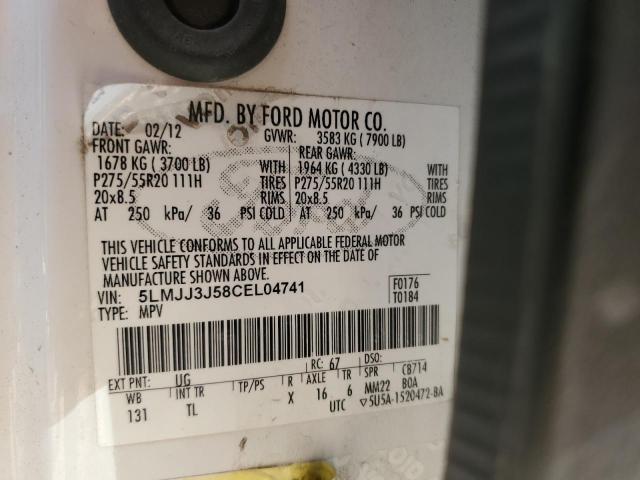 MFD. BY FORD MOTOR CO.
DATE: 02/12 GVWR: 3583 KG ( 7900 LB)
FRONT GAWR: REAR GAWR:
1678 KG ( 3700 LB) WITH 1964 KG ( 4330 LB) WITH
P275/55R20 111H TIRES P275/55R20 111H TIRES
20x8.5 RIMS 20x8.5 RIMS
AT 250 kPa/ 36 PSI COLD AT 250 kPa/ 36 PSI COLD
THIS VEHICLE CONFORMS TO ALL APPLICABLE FEDERAL MOTOR
VEHICLE SAFETY STANDARDS IN EFFECT ON THE DATE OF
MANUFACTURE SHOWN ABOVE.
VIN: 5LMJJ3J58CEL04741 F0176
TYPE: MPV T0184
EXT PNT: UG RC: 67 DSO:
WB INT TR TP/PS R AXLE TR SPR CB714
131 TL X 16 6 MM22 BOA
UTC ▽5U5A-1520472-BA